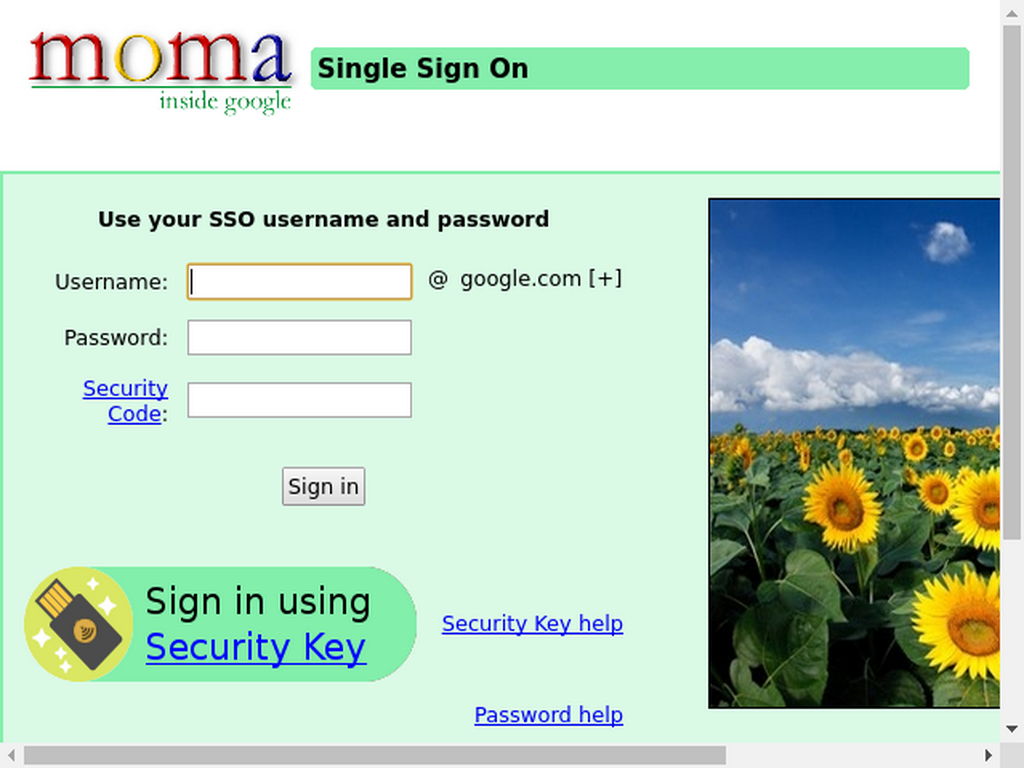 moma
inside google
Single Sign On
Use your SSO username and password
Username:
@ google.com [+]
Password:
Security
Code:
Sign in
Sign in using
Security Key
Security Key help
Password help